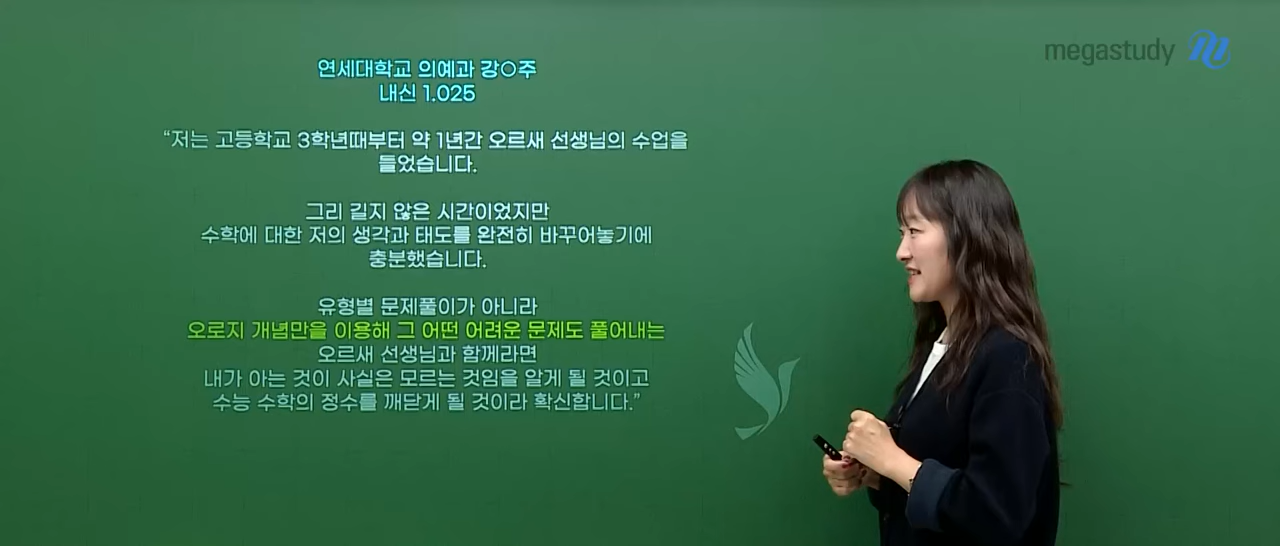 megastudy
연세대학교 의예과 강○주
내신 1.025
“저는 고등학교 3학년때부터 약 1년간 오르새 선생님의 수업을
들었습니다.
그리 길지 않은 시간이었지만
수학에 대한 저의 생각과 태도를 완전히 바꾸어놓기에
충분했습니다.
유형별 문제풀이가 아니라
오로지 개념만을 이용해 그 어떤 어려운 문제도 풀어내는
오르새 선생님과 함께라면
내가 아는 것이 사실은 모르는 것임을 알게 될 것이고
수능 수학의 정수를 깨닫게 될 것이라 확신합니다.”